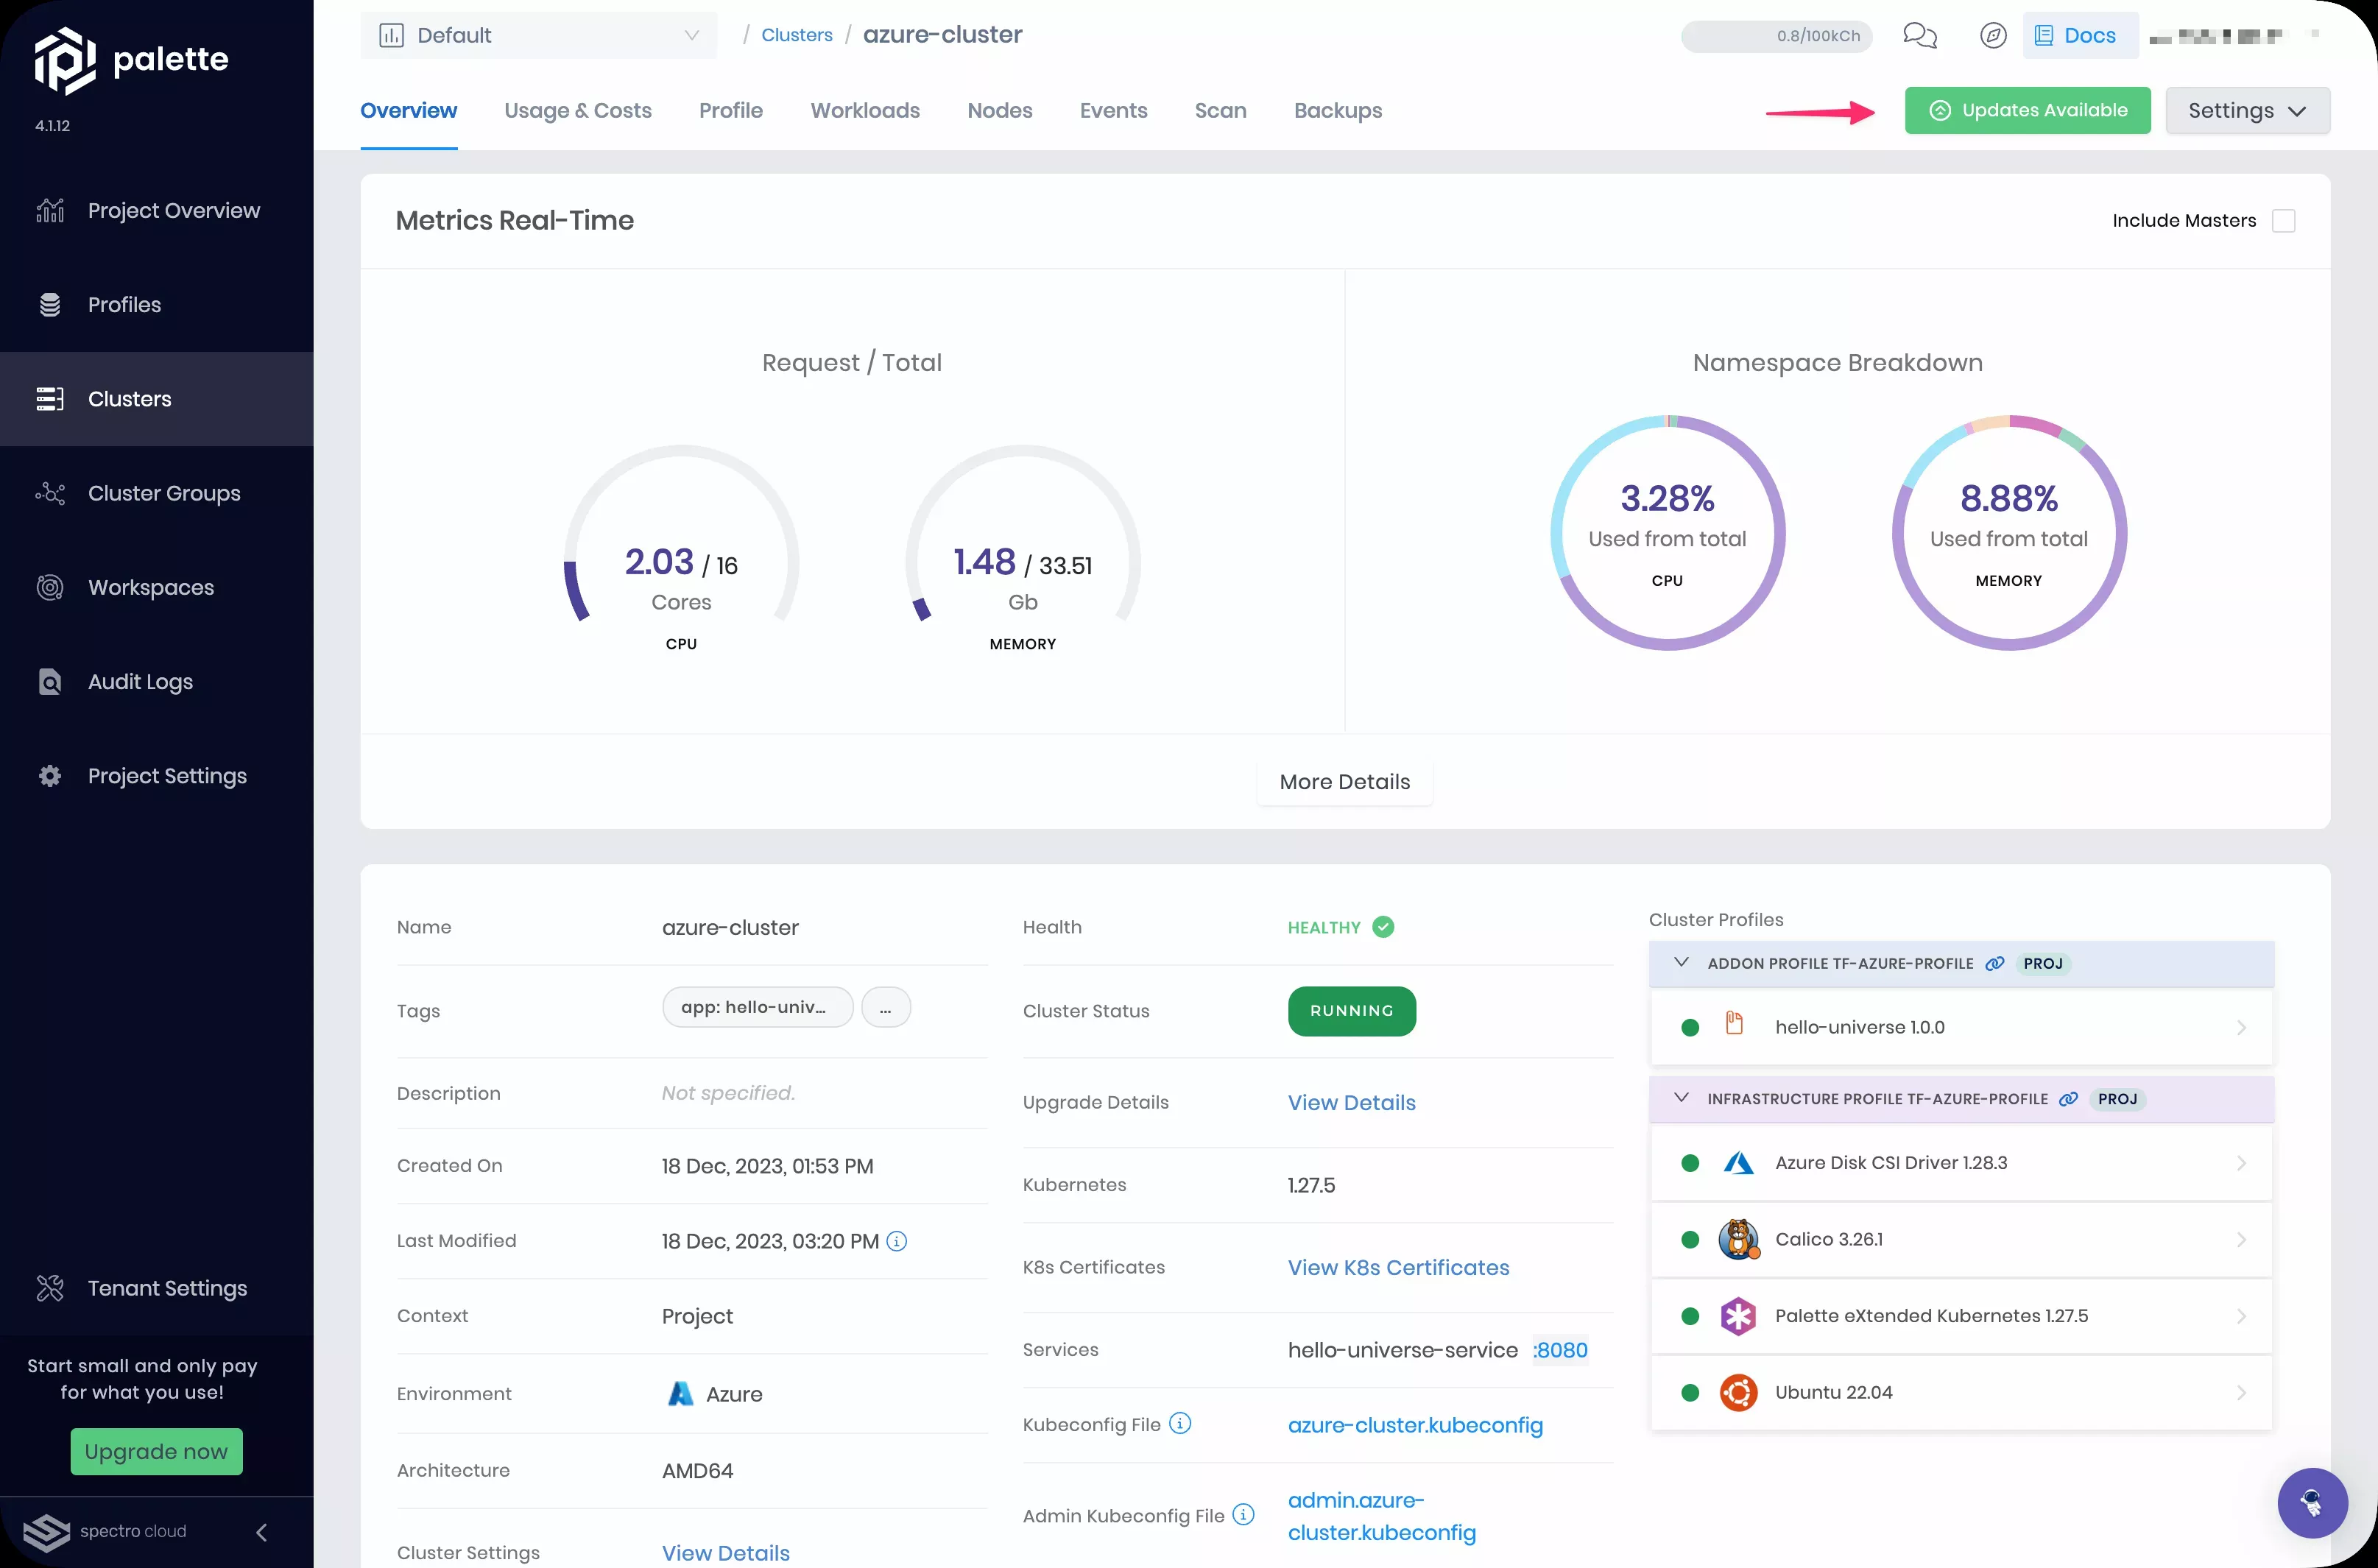 palette
4.1.12
Project Overview
Profiles
Clusters
Cluster Groups
Workspaces
Audit Logs
Project Settings
Tenant Settings
Start small and only pay
for what you use!
Upgrade now
spectro cloud
Default
/ Clusters / azure-cluster
0.8/100kCh
Docs
Overview
Usage & Costs
Profile
Workloads
Nodes
Events
Scan
Backups
Updates Available
Settings
Metrics Real-Time
Include Masters
Request / Total
2.03 / 16
Cores
CPU
1.48 / 33.51
Gb
MEMORY
Namespace Breakdown
3.28%
Used from total
CPU
8.88%
Used from total
MEMORY
More Details
Name azure-cluster
Tags app: hello-univ... ...
Description Not specified.
Created On 18 Dec, 2023, 01:53 PM
Last Modified 18 Dec, 2023, 03:20 PM
Context Project
Environment Azure
Architecture AMD64
Cluster Settings View Details
Health HEALTHY
Cluster Status RUNNING
Upgrade Details View Details
Kubernetes 1.27.5
K8s Certificates View K8s Certificates
Services hello-universe-service :8080
Kubeconfig File azure-cluster.kubeconfig
Admin Kubeconfig File admin.azure-
cluster.kubeconfig
Cluster Profiles
ADDON PROFILE TF-AZURE-PROFILE PROJ
hello-universe 1.0.0
INFRASTRUCTURE PROFILE TF-AZURE-PROFILE PROJ
Azure Disk CSI Driver 1.28.3
Calico 3.26.1
Palette eXtended Kubernetes 1.27.5
Ubuntu 22.04